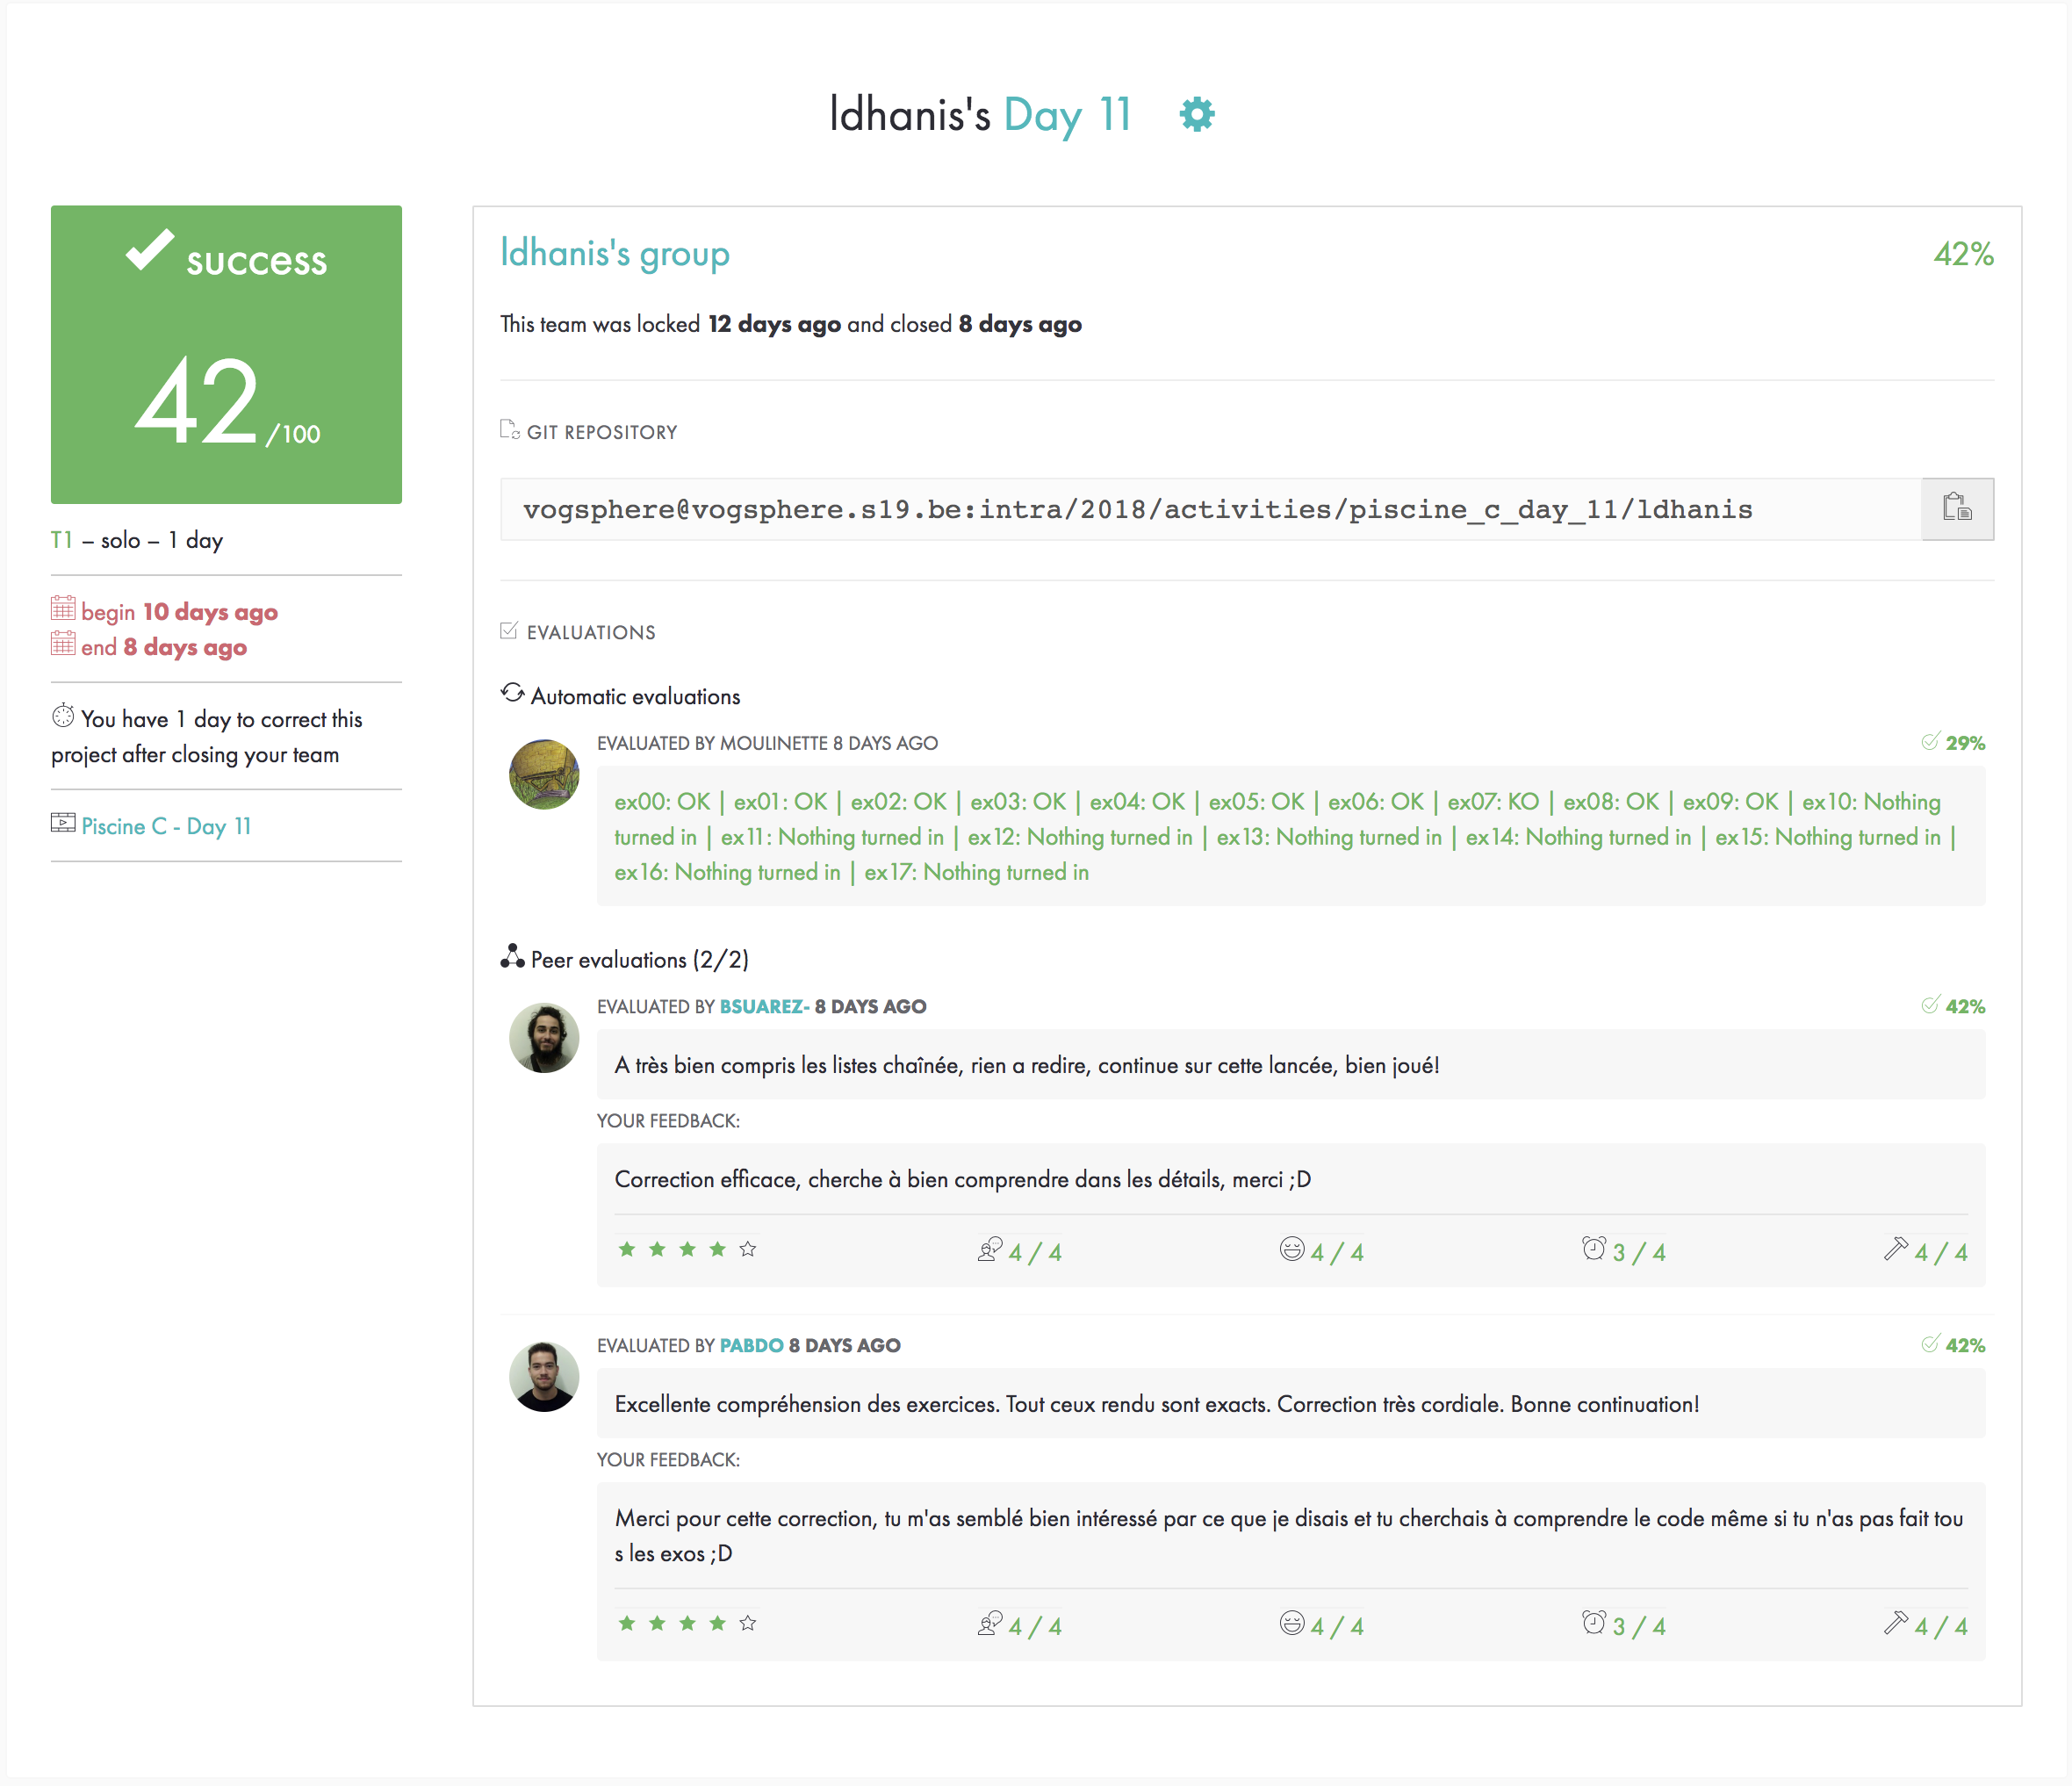 ldhanis's Day 11
success
42 /100
T1 – solo – 1 day
begin 10 days ago
end 8 days ago
You have 1 day to correct this
project after closing your team
Piscine C - Day 11
ldhanis's group 42%
This team was locked 12 days ago and closed 8 days ago
GIT REPOSITORY
vogsphere@vogsphere.s19.be:intra/2018/activities/piscine_c_day_11/ldhanis
EVALUATIONS
Automatic evaluations
EVALUATED BY MOULINETTE 8 DAYS AGO 29%
ex00: OK | ex01: OK | ex02: OK | ex03: OK | ex04: OK | ex05: OK | ex06: OK | ex07: KO | ex08: OK | ex09: OK | ex10: Nothing
turned in | ex11: Nothing turned in | ex12: Nothing turned in | ex13: Nothing turned in | ex14: Nothing turned in | ex15: Nothing turned in |
ex16: Nothing turned in | ex17: Nothing turned in
Peer evaluations (2/2)
EVALUATED BY BSUAREZ- 8 DAYS AGO 42%
A très bien compris les listes chaînée, rien a redire, continue sur cette lancée, bien joué!
YOUR FEEDBACK:
Correction efficace, cherche à bien comprendre dans les détails, merci ;D
4 / 4 4 / 4 3 / 4 4 / 4
EVALUATED BY PABDO 8 DAYS AGO 42%
Excellente compréhension des exercices. Tout ceux rendu sont exacts. Correction très cordiale. Bonne continuation!
YOUR FEEDBACK:
Merci pour cette correction, tu m'as semblé bien intéressé par ce que je disais et tu cherchais à comprendre le code même si tu n'as pas fait tou
s les exos ;D
4 / 4 4 / 4 3 / 4 4 / 4